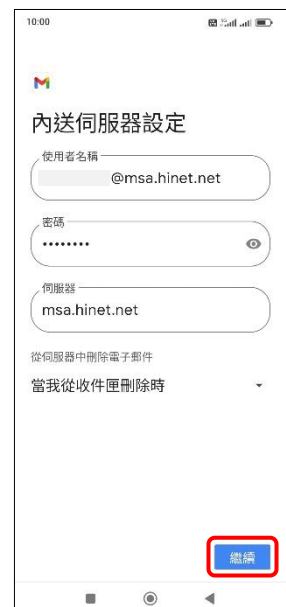 10:00
內送伺服器設定
使用者名稱
@msa.hinet.net
密碼
••••••••
伺服器
msa.hinet.net
從伺服器中刪除電子郵件
當我從收件匣刪除時
繼續